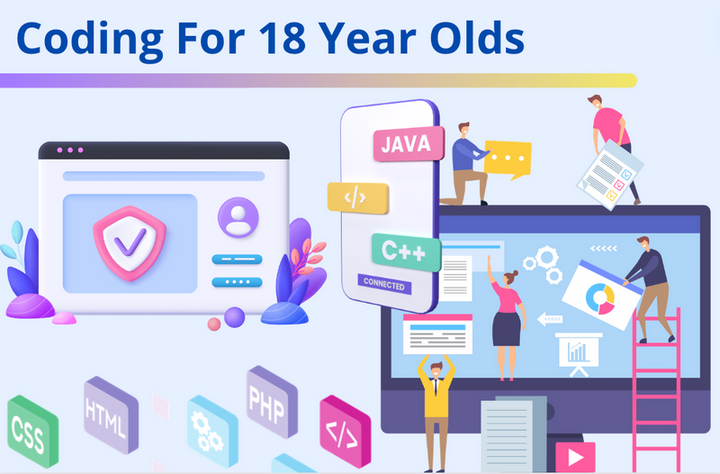 Coding For 18 Year Olds
JAVA
</>
C++
CONNECTED
CSS
HTML
PHP
</>